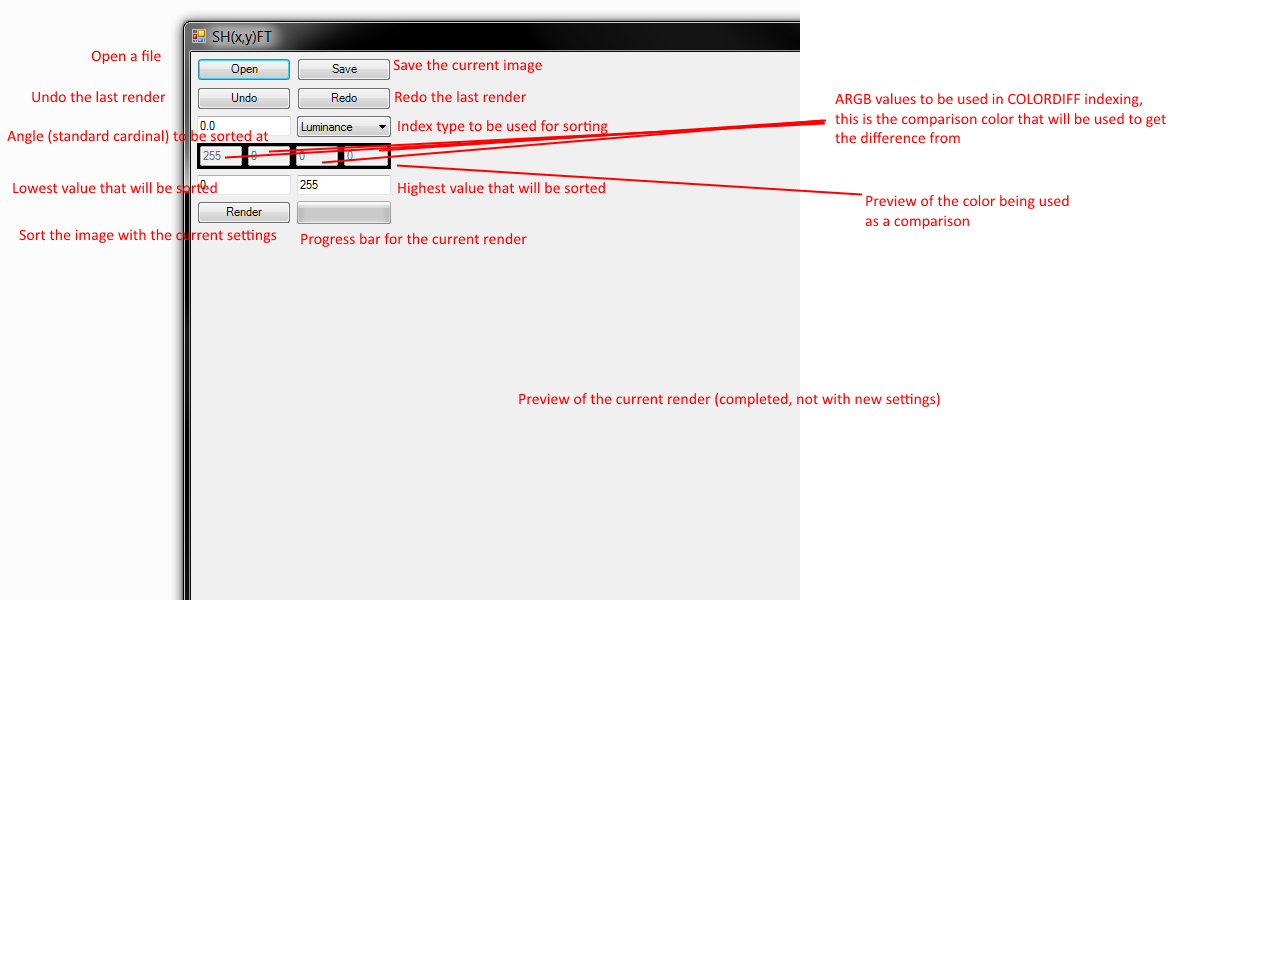 SH(x,y)FT
Open a file
Open
Save
Save the current image
Undo the last render
Undo
Redo
Redo the last render
ARGB values to be used in COLORDIFF indexing,
this is the comparison color that will be used to get
the difference from
Angle (standard cardinal) to be sorted at
0.0
Luminance
Index type to be used for sorting
255
0
0
0
Lowest value that will be sorted
0
255
Highest value that will be sorted
Preview of the color being used
as a comparison
Render
Sort the image with the current settings
Progress bar for the current render
Preview of the current render (completed, not with new settings)